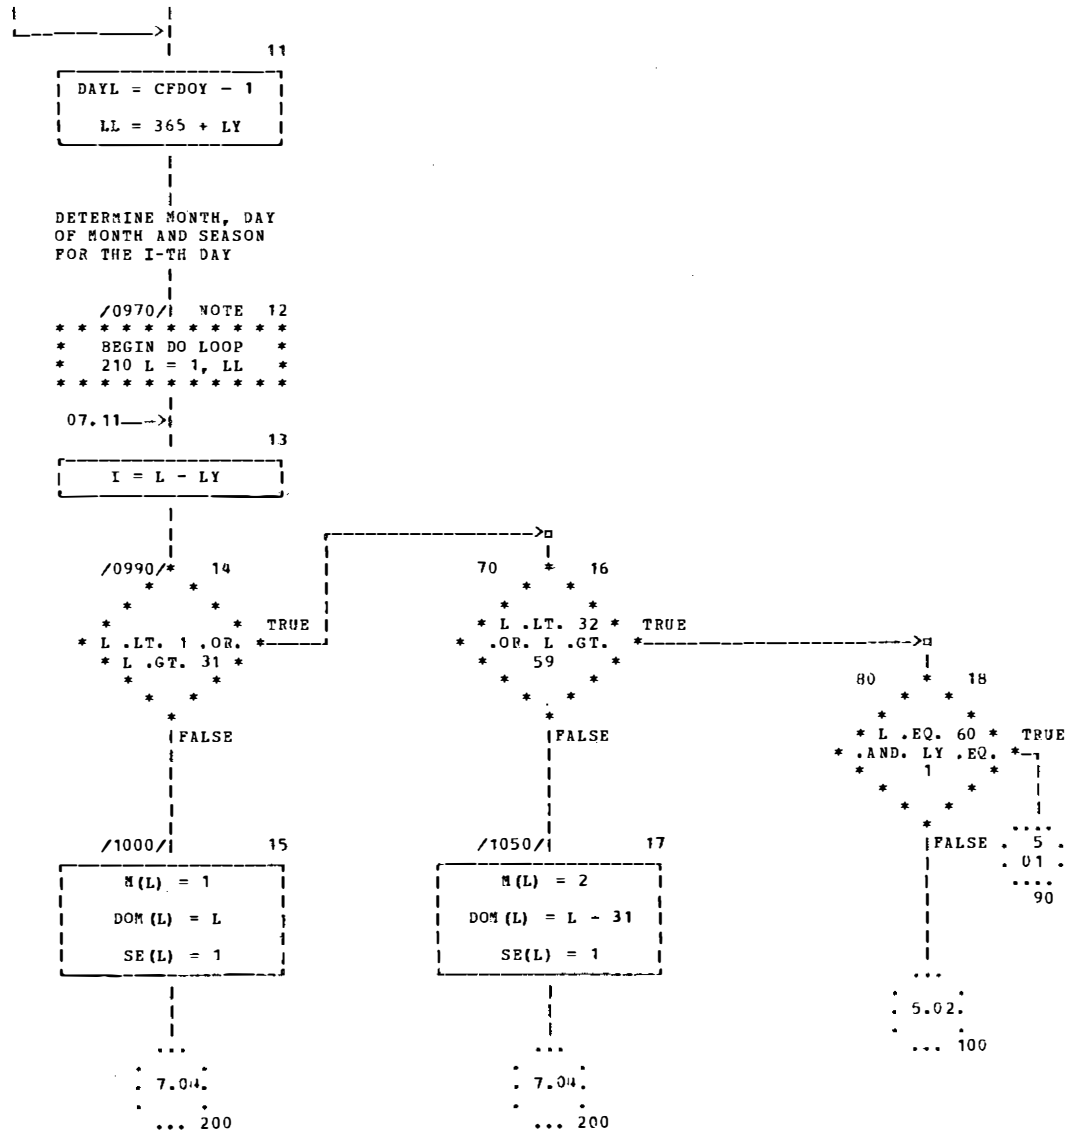 11
DAYL = CFDOY - 1
LL = 365 + LY
DETERMINE MONTH, DAY
OF MONTH AND SEASON
FOR THE I-TH DAY
/0970/ NOTE 12
BEGIN DO LOOP
210 L = 1, LL
07.11
13
I = L - LY
/0990/ 14
L .LT. 1 .OR.
L .GT. 31
TRUE
FALSE
70 16
L .LT. 32
.OR. L .GT.
59
TRUE
FALSE
80 18
L .EQ. 60
.AND. LY .EQ.
1
TRUE
FALSE
5
01
90
/1000/ 15
M(L) = 1
DOM(L) = L
SE(L) = 1
/1050/ 17
M(L) = 2
DOM(L) = L - 31
SE(L) = 1
5.02
100
7.04
200
7.04
200